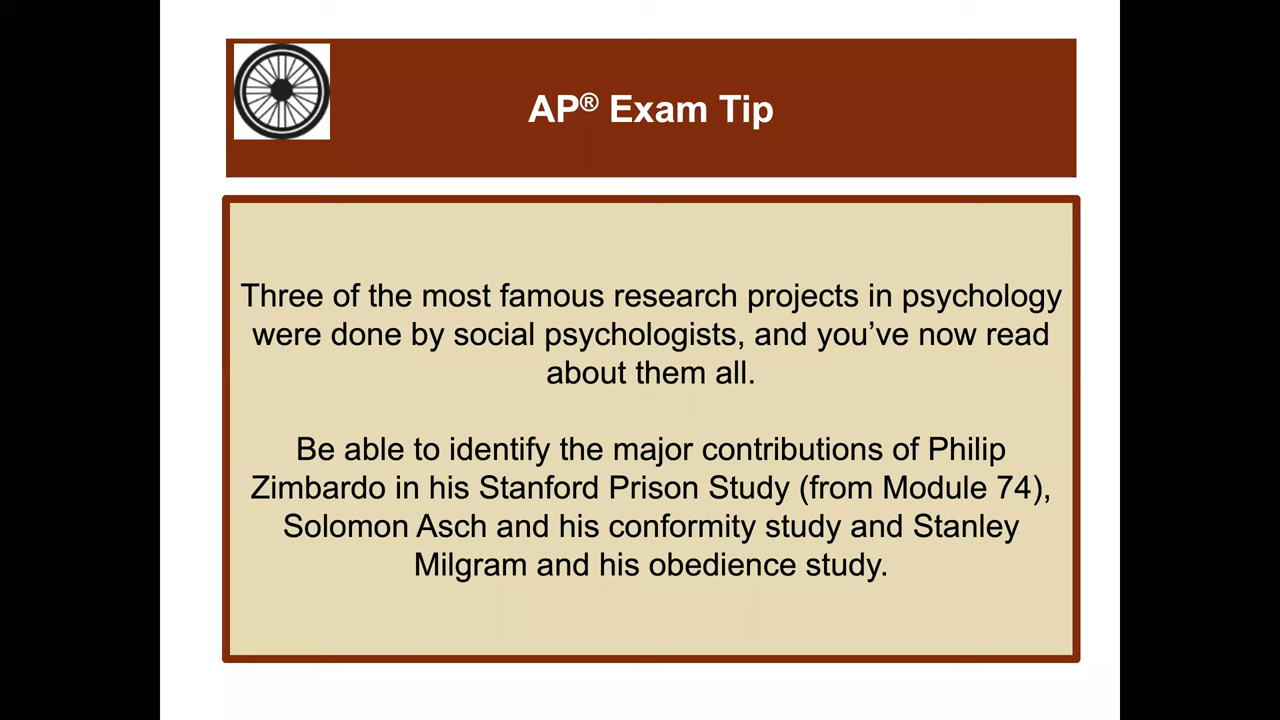 AP® Exam Tip
Three of the most famous research projects in psychology
were done by social psychologists, and you’ve now read
about them all.
Be able to identify the major contributions of Philip
Zimbardo in his Stanford Prison Study (from Module 74),
Solomon Asch and his conformity study and Stanley
Milgram and his obedience study.